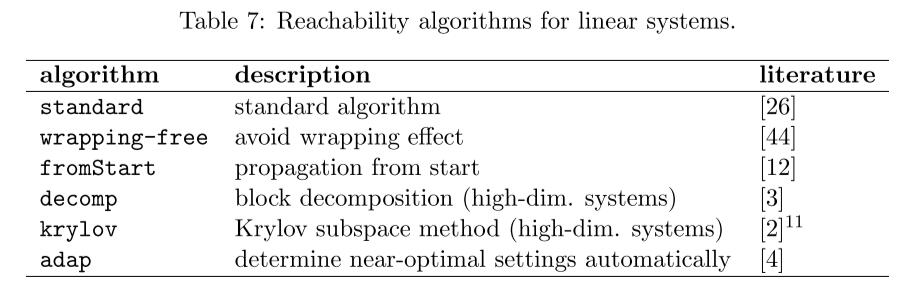 Table 7: Reachability algorithms for linear systems.
algorithm description literature
standard standard algorithm [26]
wrapping-free avoid wrapping effect [44]
fromStart propagation from start [12]
decomp block decomposition (high-dim. systems) [3]
krylov Krylov subspace method (high-dim. systems) [2]11
adap determine near-optimal settings automatically [4]